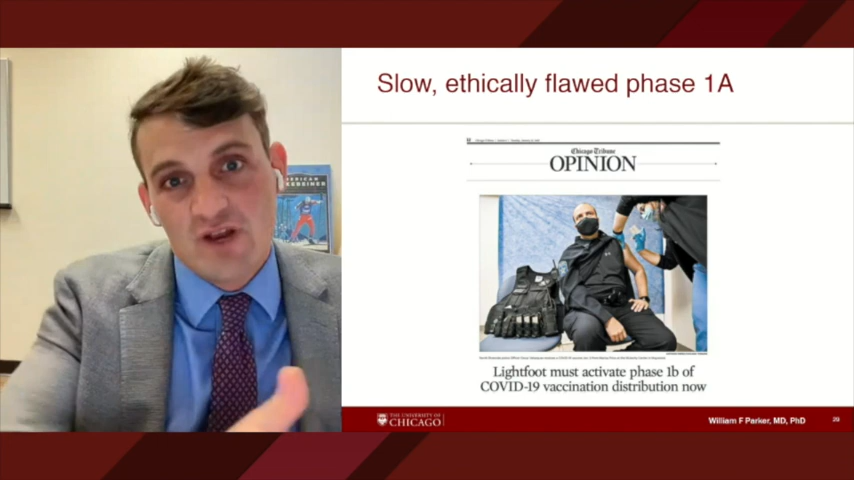 Slow, ethically flawed phase 1A
Chicago Tribune
OPINION
Lightfoot must activate phase 1b of
COVID-19 vaccination distribution now
THE UNIVERSITY OF
CHICAGO
William F Parker, MD, PhD
20